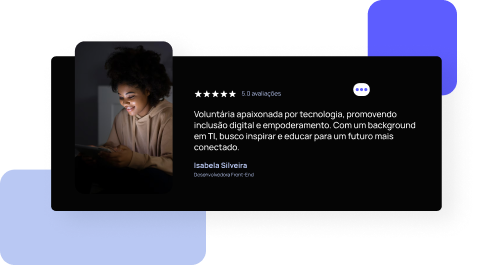 5.0 avaliações
Voluntária apaixonada por tecnologia, promovendo
inclusão digital e empoderamento. Com um background
em TI, busco inspirar e educar para um futuro mais
conectado.
Isabela Silveira
Desenvolvedora Front-End